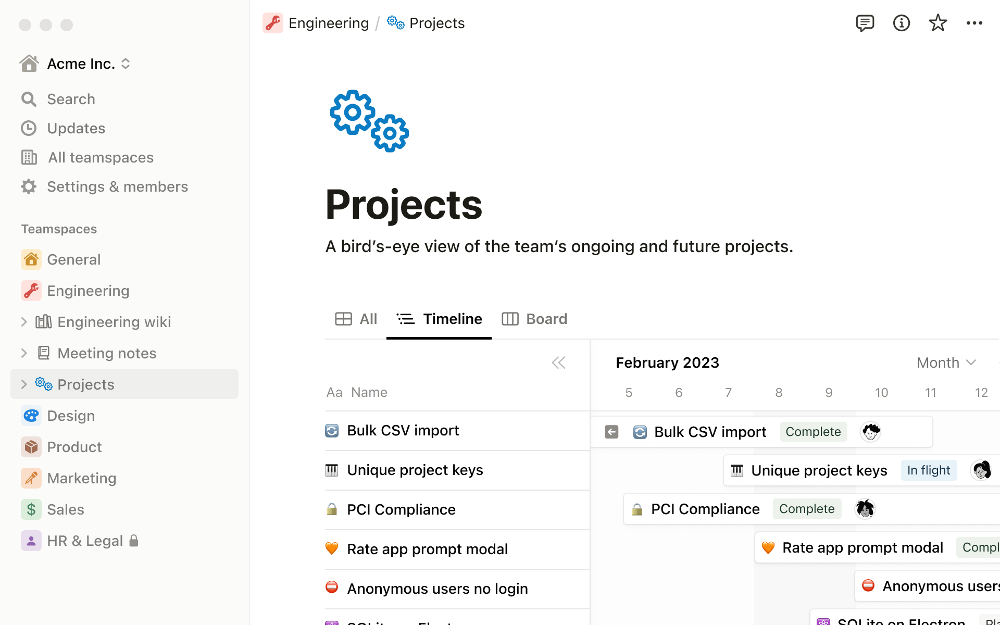 Acme Inc.
Search
Updates
All teamspaces
Settings & members
Teamspaces
General
Engineering
Engineering wiki
Meeting notes
Projects
Design
Product
Marketing
Sales
HR & Legal
Engineering / Projects
Projects
A bird’s-eye view of the team’s ongoing and future projects.
All Timeline Board
February 2023 Month
Aa Name 5 6 7 8 9 10 11 12
Bulk CSV import
Unique project keys
PCI Compliance
Rate app prompt modal
Anonymous users no login
Bulk CSV import Complete
Unique project keys In flight
PCI Compliance Complete
Rate app prompt modal Compl
Anonymous users
SQLite on Electron